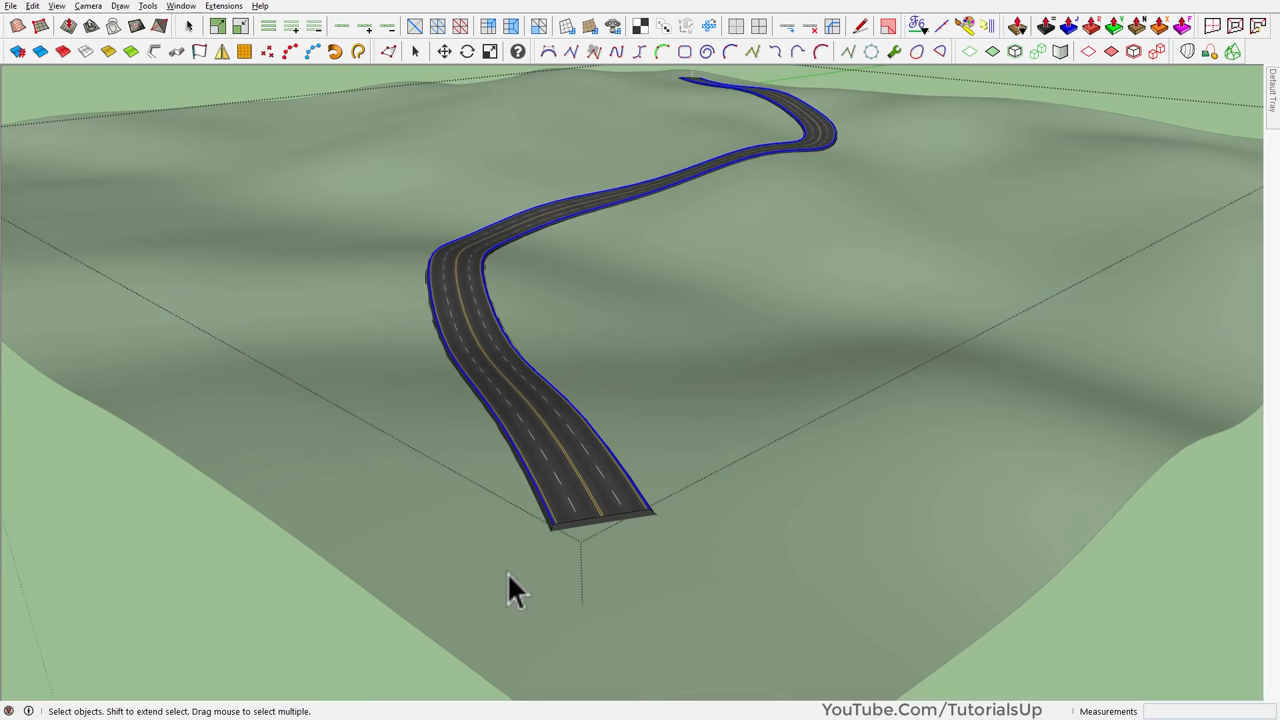 File Edit View Camera Draw Tools Window Extensions Help
Default Tray
Select objects. Shift to extend select. Drag mouse to select multiple.
YouTube.Com/TutorialsUp
Measurements